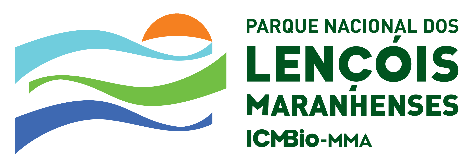 PARQUE NACIONAL DOS
LENÇÓIS
MARANHENSES
ICMBio-MMA